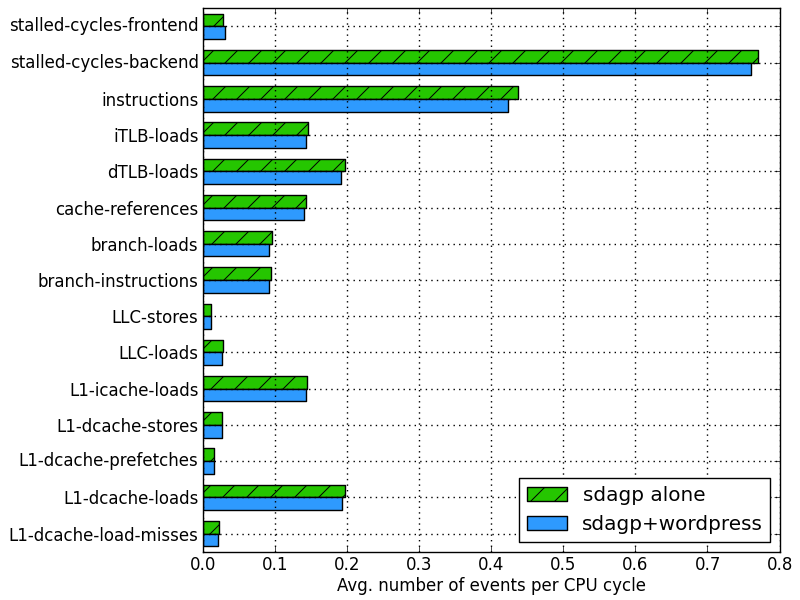 stalled-cycles-frontend
stalled-cycles-backend
instructions
iTLB-loads
dTLB-loads
cache-references
branch-loads
branch-instructions
LLC-stores
LLC-loads
L1-icache-loads
L1-dcache-stores
L1-dcache-prefetches
L1-dcache-loads
L1-dcache-load-misses
sdagp alone
sdagp+wordpress
0.0 0.1 0.2 0.3 0.4 0.5 0.6 0.7 0.8
Avg. number of events per CPU cycle